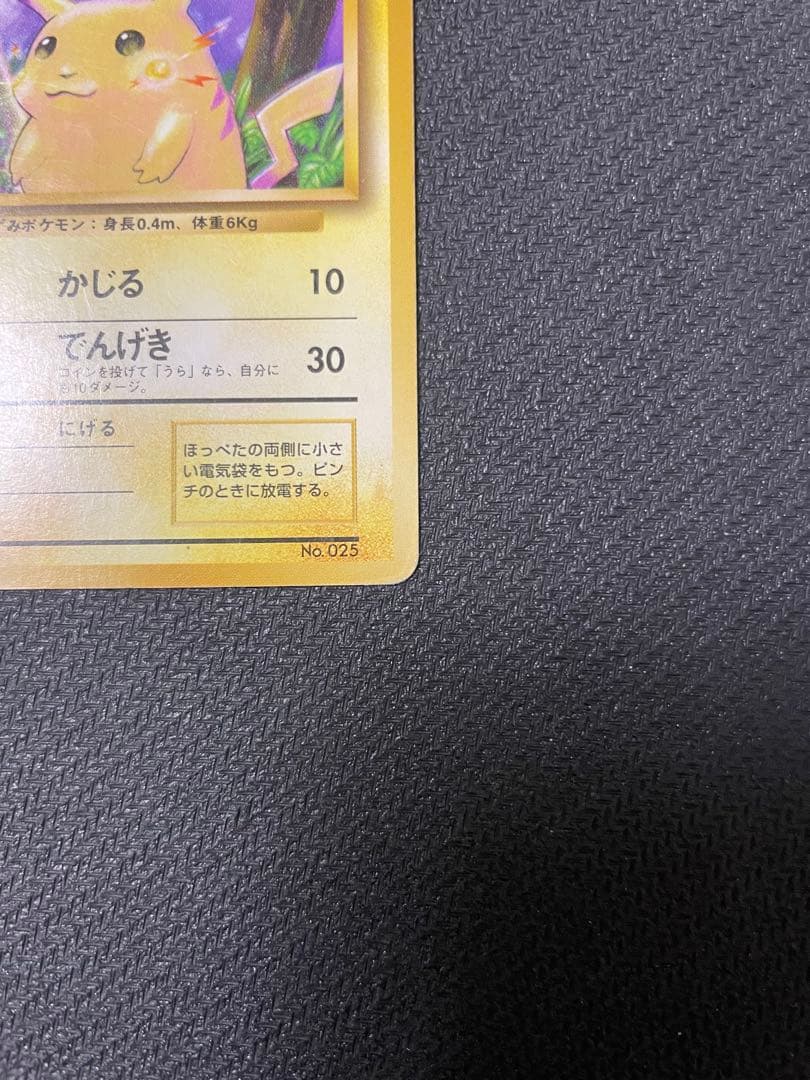 みポケモン：身長0.4m、体重6Kg
かじる 10
でんげき 30
コインを投げて「うら」なら、自分に
も10ダメージ。
にげる
ほっぺたの両側に小さ
い電気袋をもつ。ピン
チのときに放電する。
No. 025